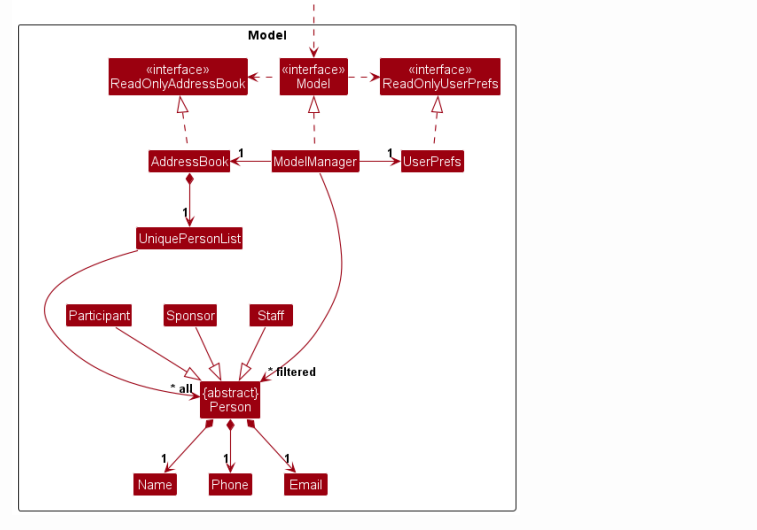 Model
«interface»
ReadOnlyAddressBook
«interface»
Model
«interface»
ReadOnlyUserPrefs
AddressBook
1
ModelManager
1
UserPrefs
1
UniquePersonList
Participant
Sponsor
Staff
* filtered
* all
{abstract}
Person
1
1
1
Name
Phone
Email